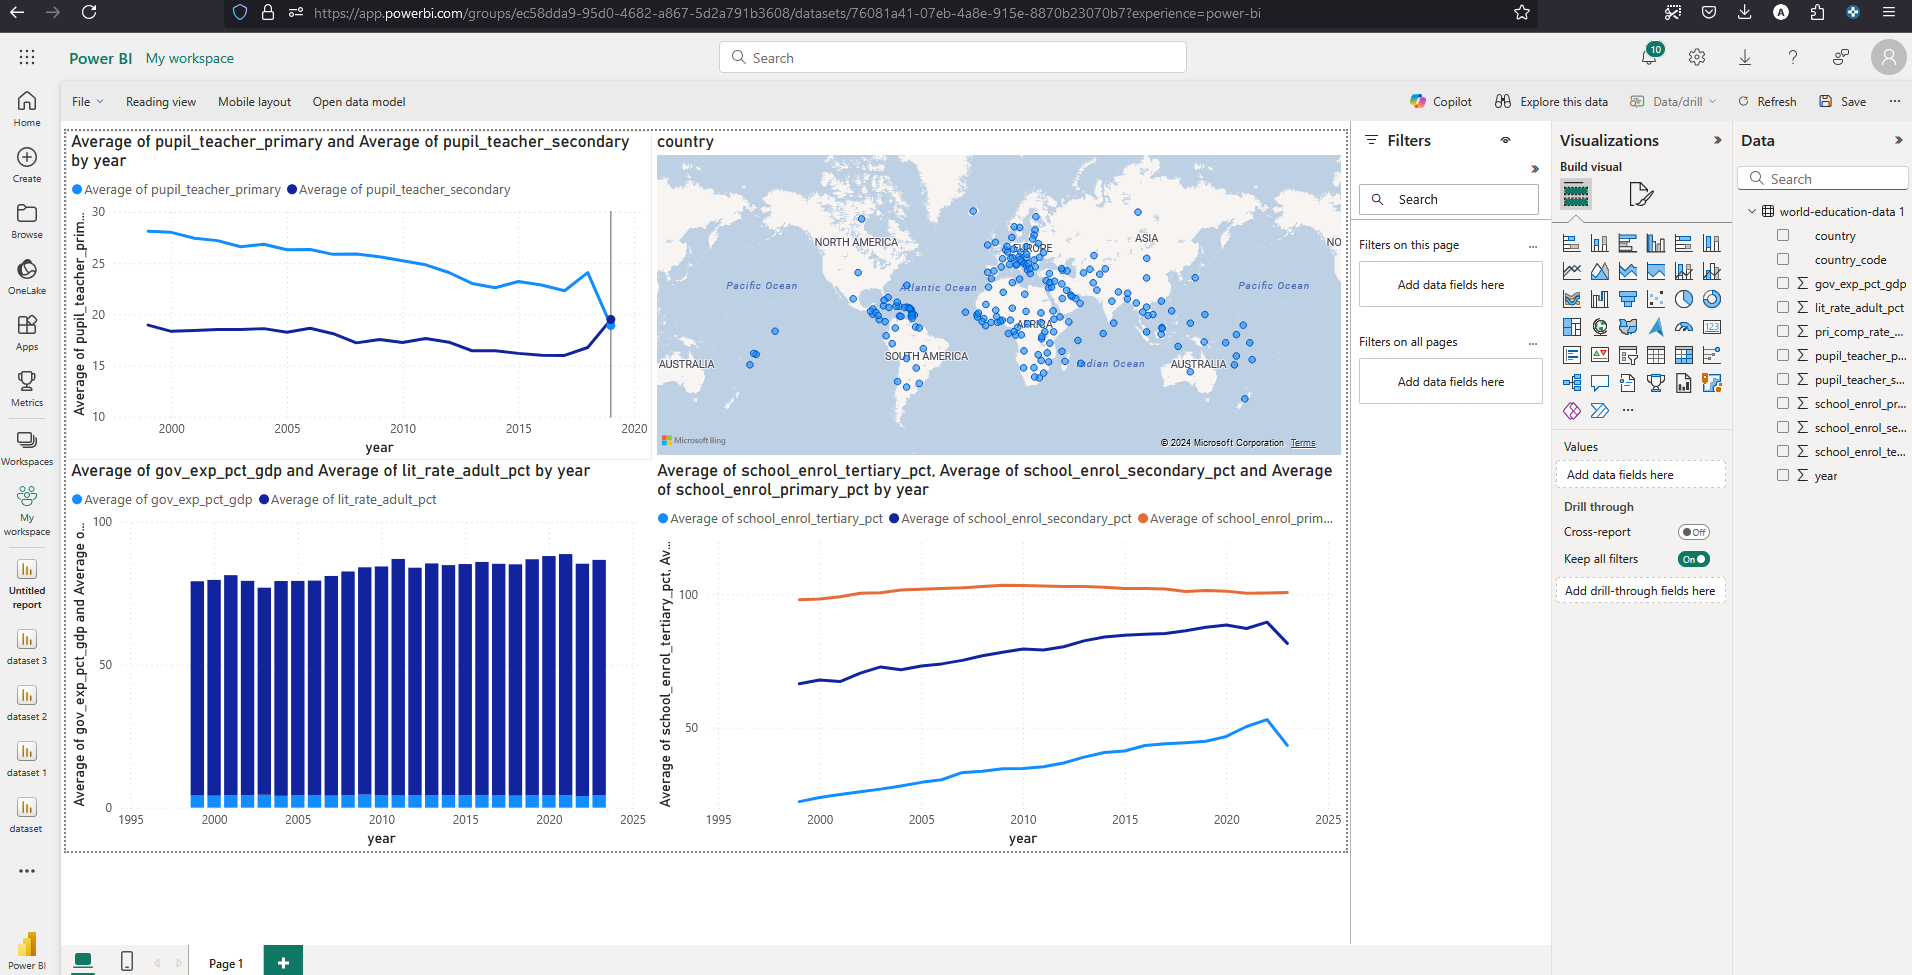 https://app.powerbi.com/groups/ec58dda9-95d0-4682-a867-5d2a791b3608/datasets/76081a41-07eb-4a8e-915e-8870b23070b7?experience=power-bi
A
Power BI My workspace
Search
10
File Reading view Mobile layout Open data model
Copilot Explore this data Data/drill Refresh Save
Home
Create
Browse
OneLake
Apps
Metrics
Workspaces
My
workspace
Untitled
report
dataset 3
dataset 2
dataset 1
dataset
Power BI
Average of pupil_teacher_primary and Average of pupil_teacher_secondary
by year
Average of pupil_teacher_primary Average of pupil_teacher_secondary
Average of pupil_teacher_prim...
30
25
20
15
10
2000 2005 2010 2015 2020
year
country
NORTH AMERICA
EUROPE
ASIA
NO
Pacific Ocean
Atlantic Ocean
Pacific Ocean
AFRICA
SOUTH AMERICA
AUSTRALIA
Indian Ocean
AUSTRALIA
Microsoft Bing
© 2024 Microsoft Corporation Terms
Average of gov_exp_pct_gdp and Average of lit_rate_adult_pct by year
Average of gov_exp_pct_gdp Average of lit_rate_adult_pct
Average of gov_exp_pct_gdp and Average o...
100
50
0
1995 2000 2005 2010 2015 2020 2025
year
Average of school_enrol_tertiary_pct, Average of school_enrol_secondary_pct and Average
of school_enrol_primary_pct by year
Average of school_enrol_tertiary_pct Average of school_enrol_secondary_pct Average of school_enrol_prim...
Average of school_enrol_tertiary_pct, Av...
100
50
1995 2000 2005 2010 2015 2020 2025
year
Page 1
Filters
Search
Filters on this page ...
Add data fields here
Filters on all pages ...
Add data fields here
Visualizations
Build visual
123
...
Values
Add data fields here
Drill through
Cross-report Off
Keep all filters On
Add drill-through fields here
Data
Search
world-education-data 1
country
country_code
gov_exp_pct_gdp
lit_rate_adult_pct
pri_comp_rate_...
pupil_teacher_p...
pupil_teacher_s...
school_enrol_pr...
school_enrol_se...
school_enrol_te...
year